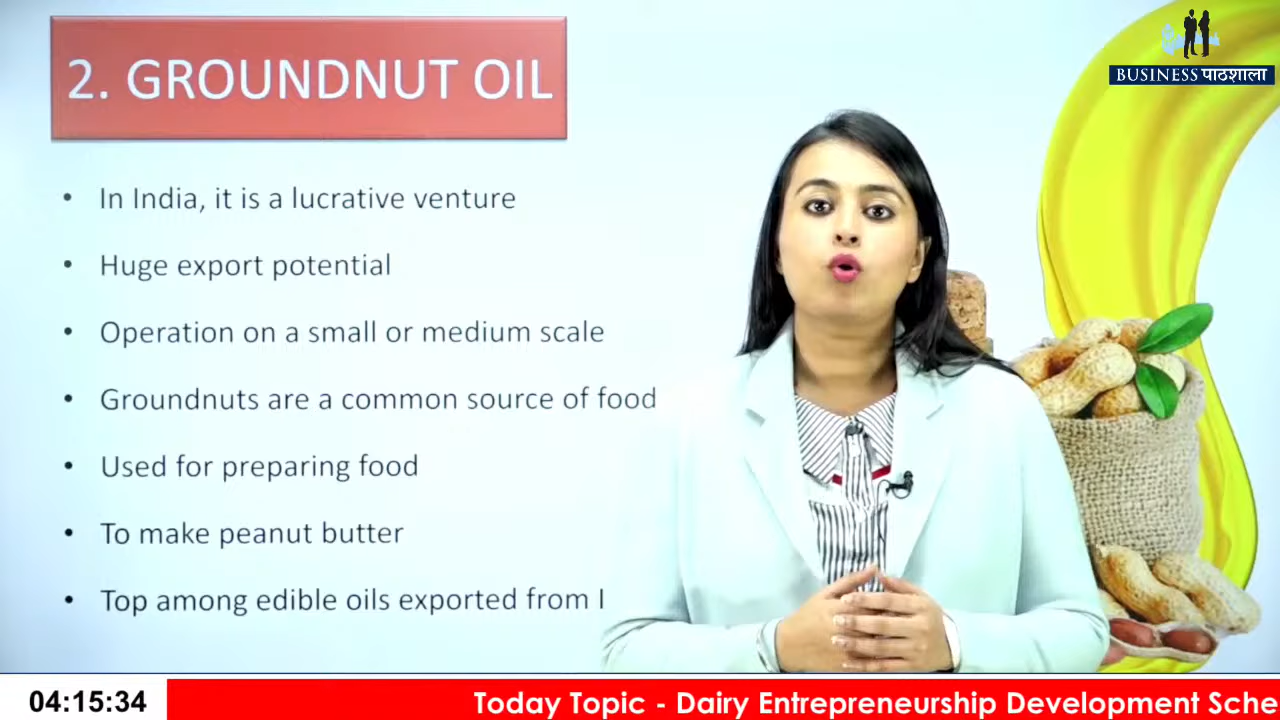 2. GROUNDNUT OIL
BUSINESS पाठशाला
• In India, it is a lucrative venture
• Huge export potential
• Operation on a small or medium scale
• Groundnuts are a common source of food
• Used for preparing food
• To make peanut butter
• Top among edible oils exported from I
04:15:34
Today Topic - Dairy Entrepreneurship Development Sche